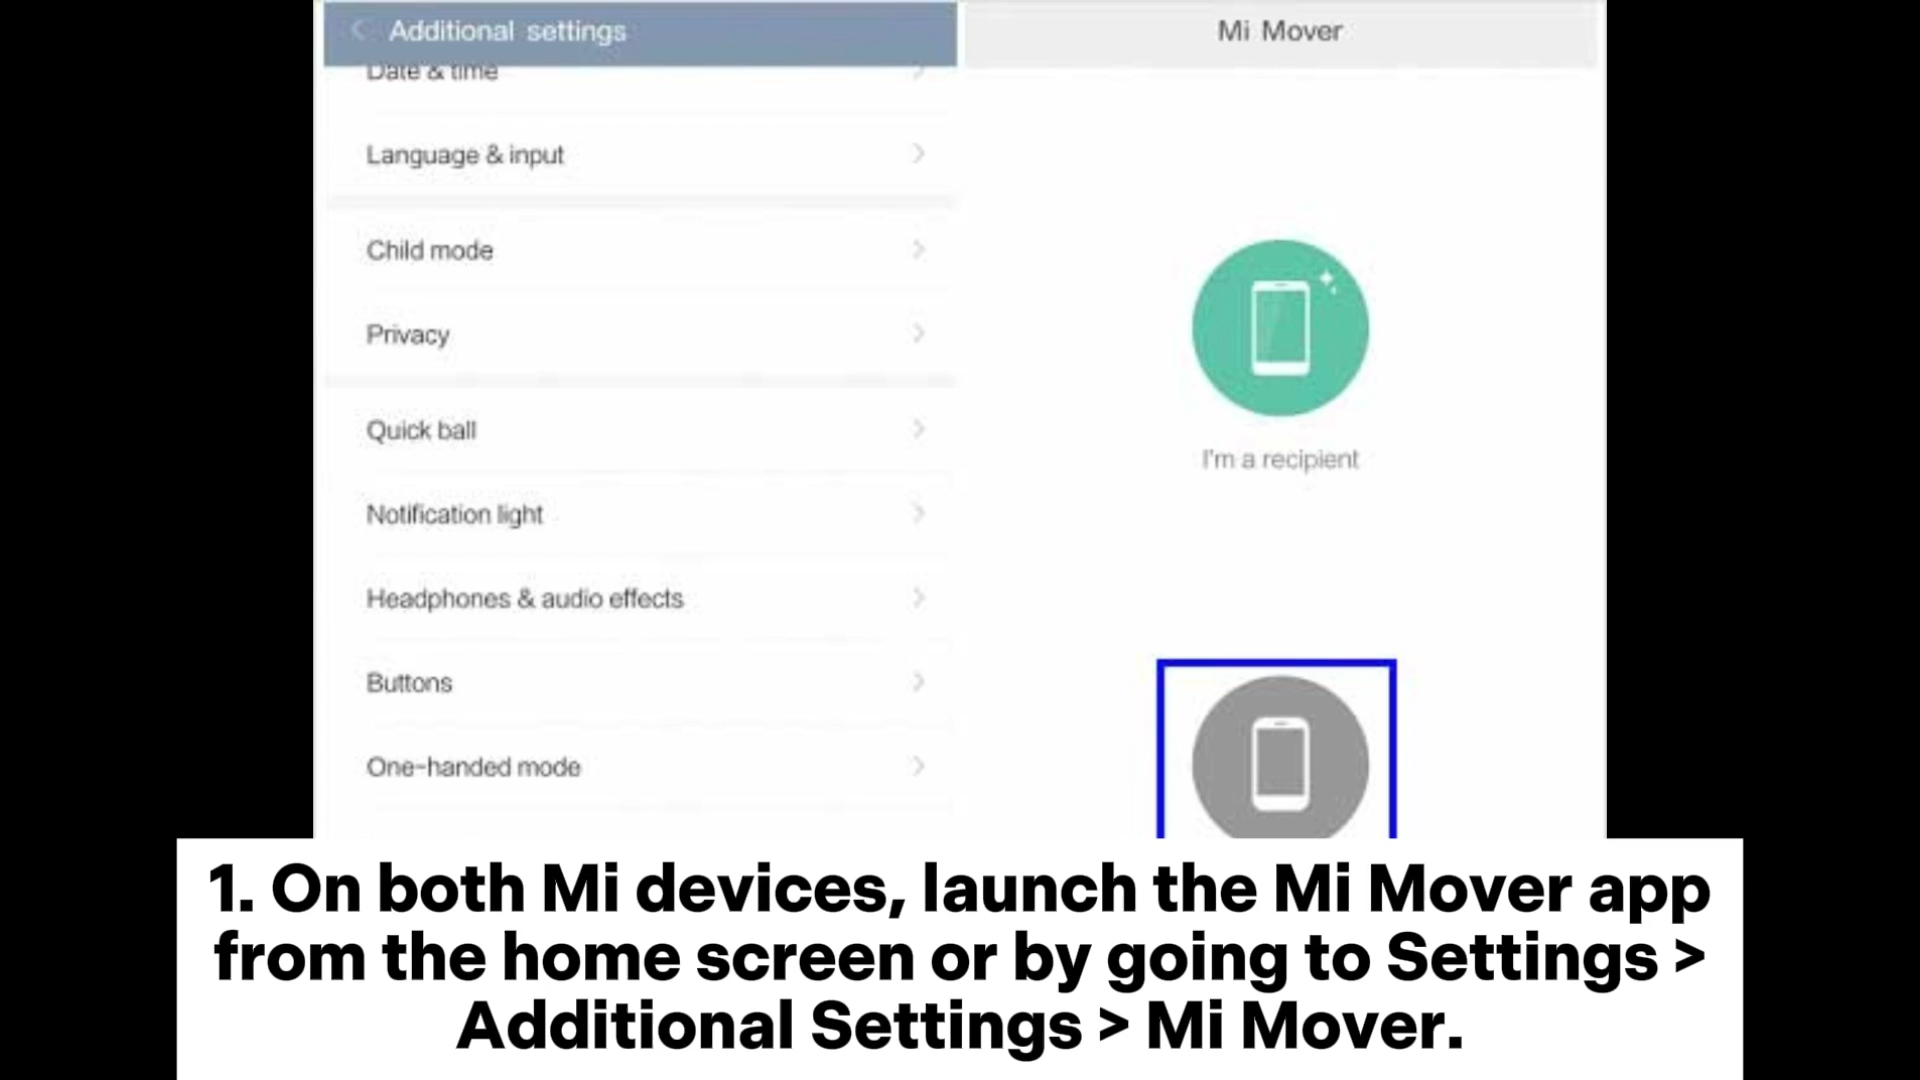 Additional settings
Date & time
Language & input
Child mode
Privacy
Quick ball
Notification light
Headphones & audio effects
Buttons
One-handed mode
Mi Mover
I'm a recipient
1. On both Mi devices, launch the Mi Mover app
from the home screen or by going to Settings >
Additional Settings > Mi Mover.